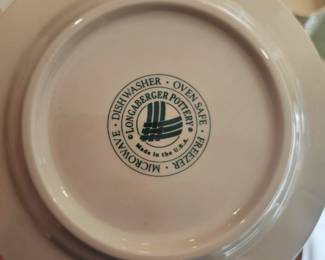 MICROWAVE • DISHWASHER • OVEN SAFE • FREEZER •
• LONGABERGER POTTERY •
Made in the U.S.A.